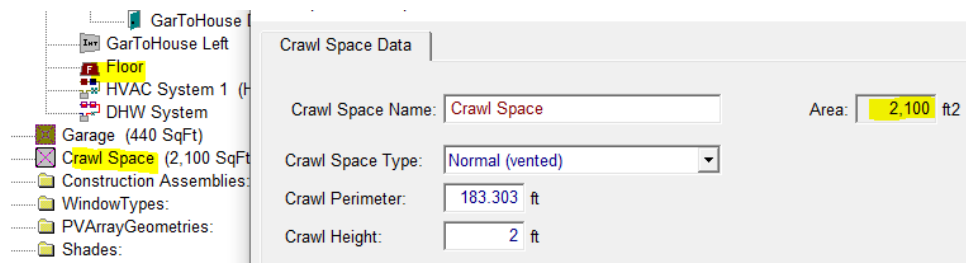 GarToHouse
INT GarToHouse Left
F Floor
HVAC System 1 (H
DHW System
Garage (440 SqFt)
Crawl Space (2,100 SqFt
Construction Assemblies:
WindowTypes:
PVArrayGeometries:
Shades:
Crawl Space Data
Crawl Space Name: Crawl Space Area: 2,100 ft2
Crawl Space Type: Normal (vented)
Crawl Perimeter: 183.303 ft
Crawl Height: 2 ft